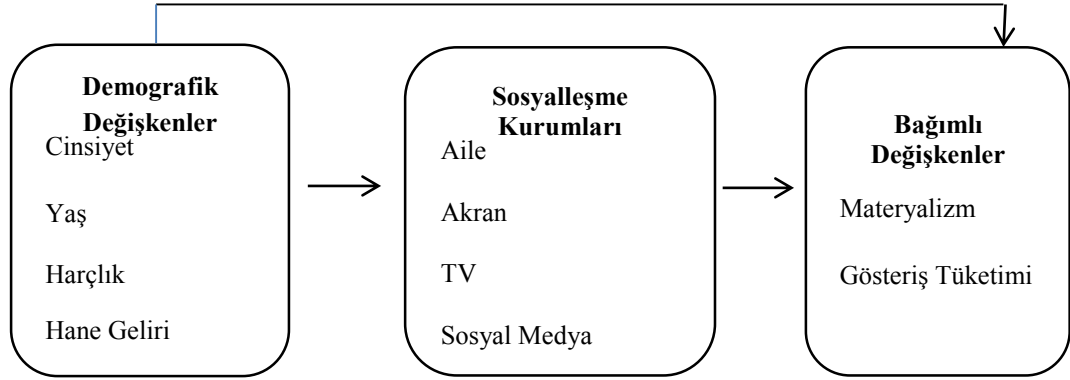 Demografik
Değişkenler
Cinsiyet
Yaş
Harçlık
Hane Geliri
Sosyalleşme
Kurumları
Aile
Akran
TV
Sosyal Medya
Bağımlı
Değişkenler
Materyalizm
Gösteriş Tüketimi